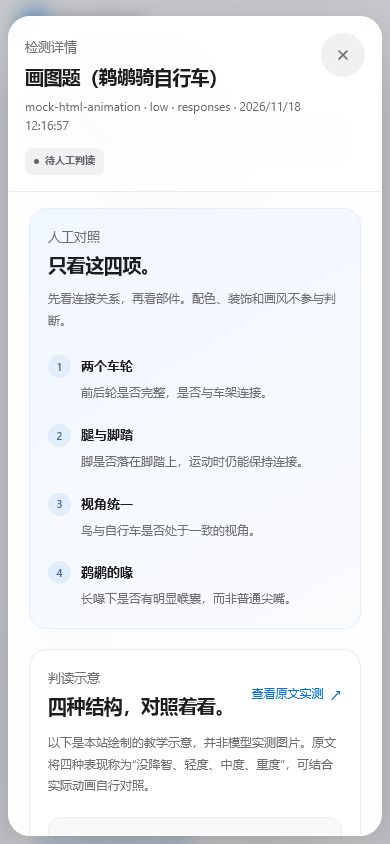 检测详情
画图题（鹈鹕骑自行车）
mock-html-animation · low · responses · 2026/11/18
12:16:57
待人工判读
人工对照
只看这四项。
先看连接关系，再看部件。配色、装饰和画风不参与判
断。
1 两个车轮
前后轮是否完整，是否与车架连接。
2 腿与脚踏
脚是否落在脚踏上，运动时仍能保持连接。
3 视角统一
鸟与自行车是否处于一致的视角。
4 鹈鹕的喙
长喙下是否有明显喉囊，而非普通尖嘴。
判读示意
四种结构，对照着看。
查看原文实测 ↗
以下是本站绘制的教学示意，并非模型实测图片。原文
将四种表现称为“没降智、轻度、中度、重度”，可结合
实际动画自行对照。